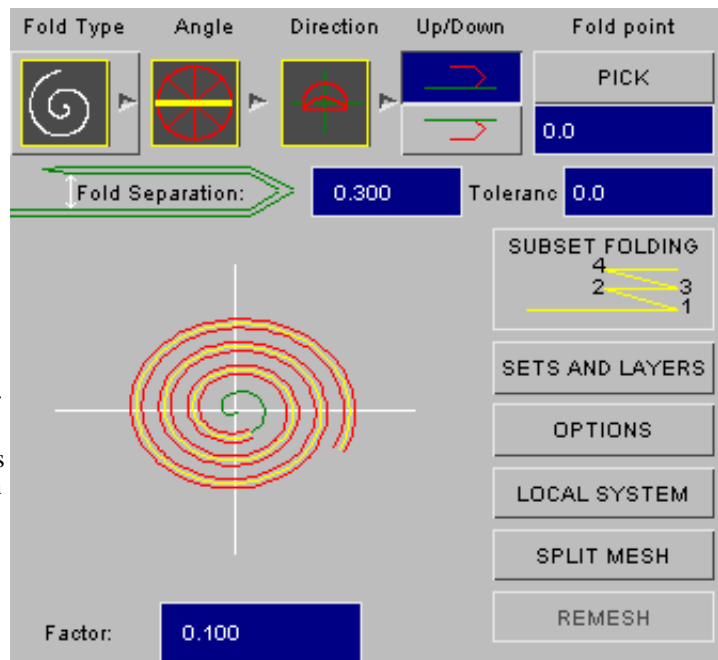 Fold Type Angle Direction Up/Down Fold point
PICK
0.0
Fold Separation: 0.300 Toleranc 0.0
SUBSET FOLDING
4
2 3
1
SETS AND LAYERS
OPTIONS
LOCAL SYSTEM
SPLIT MESH
REMESH
Factor: 0.100